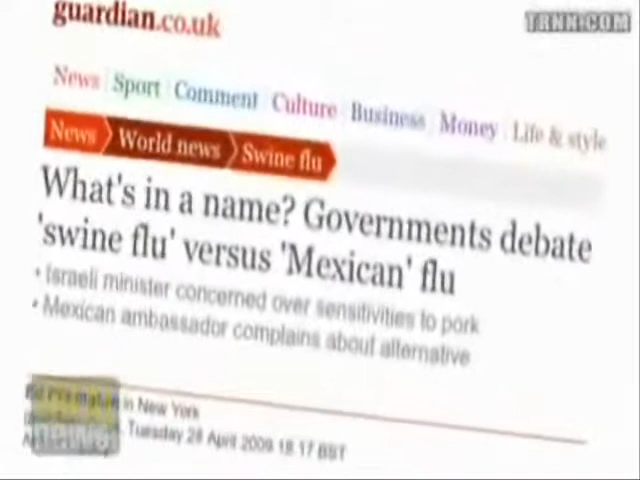 guardian.co.uk
TRNN.COM
News Sport Comment Culture Business Money Life & style
News World news Swine flu
What's in a name? Governments debate
'swine flu' versus 'Mexican' flu
• Israeli minister concerned over sensitivities to pork
• Mexican ambassador complains about alternative
in New York
Tuesday 28 April 2009 18.17 BST